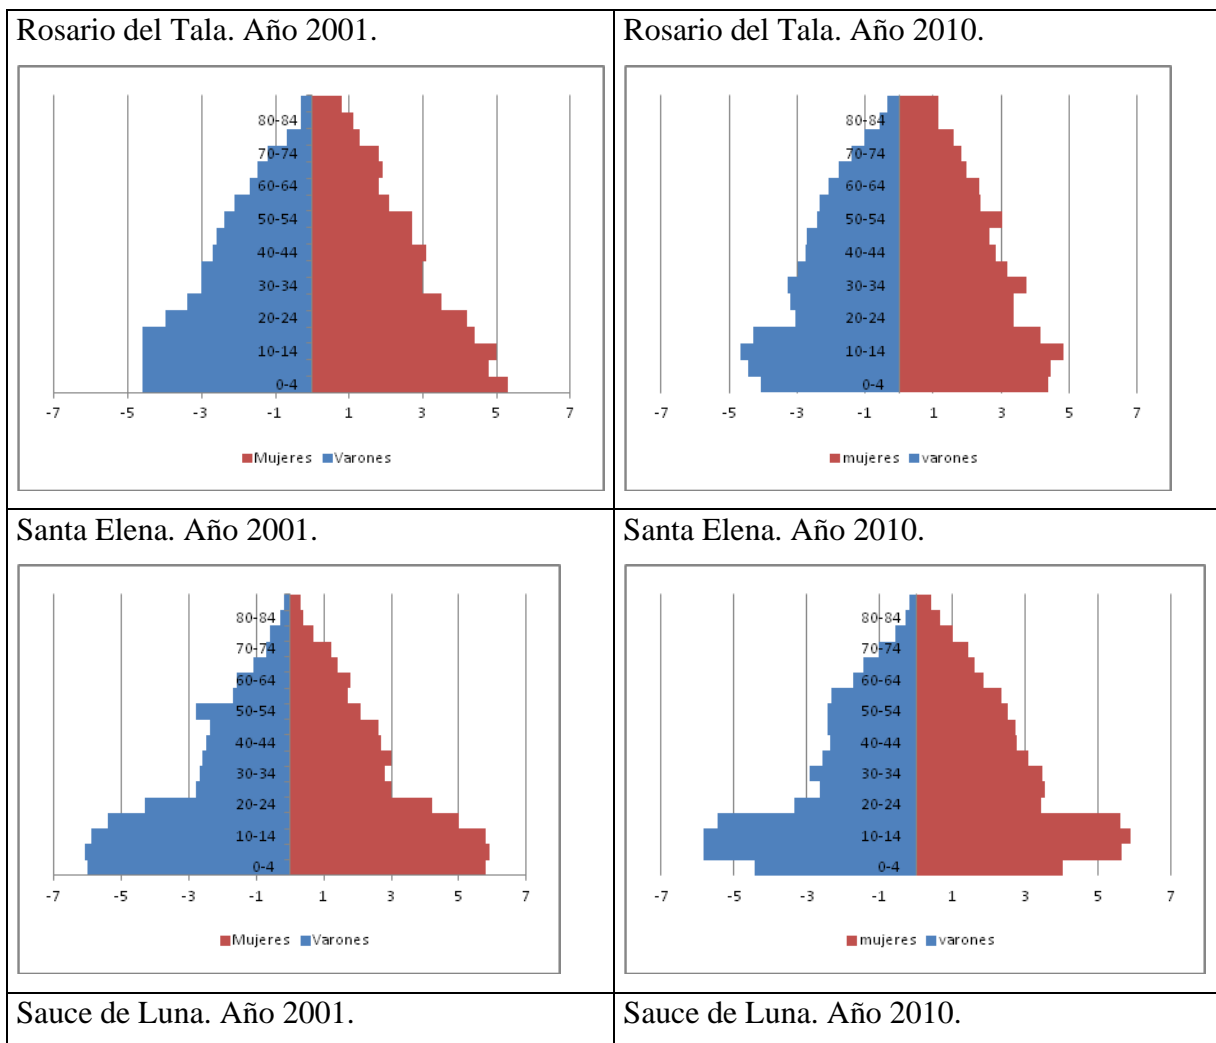 Rosario del Tala. Año 2001.
80-84
70-74
60-64
50-54
40-44
30-34
20-24
10-14
0-4
-7 -5 -3 -1 1 3 5 7
Mujeres Varones
Rosario del Tala. Año 2010.
80-84
70-74
60-64
50-54
40-44
30-34
20-24
10-14
0-4
-7 -5 -3 -1 1 3 5 7
mujeres varones
Santa Elena. Año 2001.
80-84
70-74
60-64
50-54
40-44
30-34
20-24
10-14
0-4
-7 -5 -3 -1 1 3 5 7
Mujeres Varones
Santa Elena. Año 2010.
80-84
70-74
60-64
50-54
40-44
30-34
20-24
10-14
0-4
-7 -5 -3 -1 1 3 5 7
mujeres varones
Sauce de Luna. Año 2001.
Sauce de Luna. Año 2010.